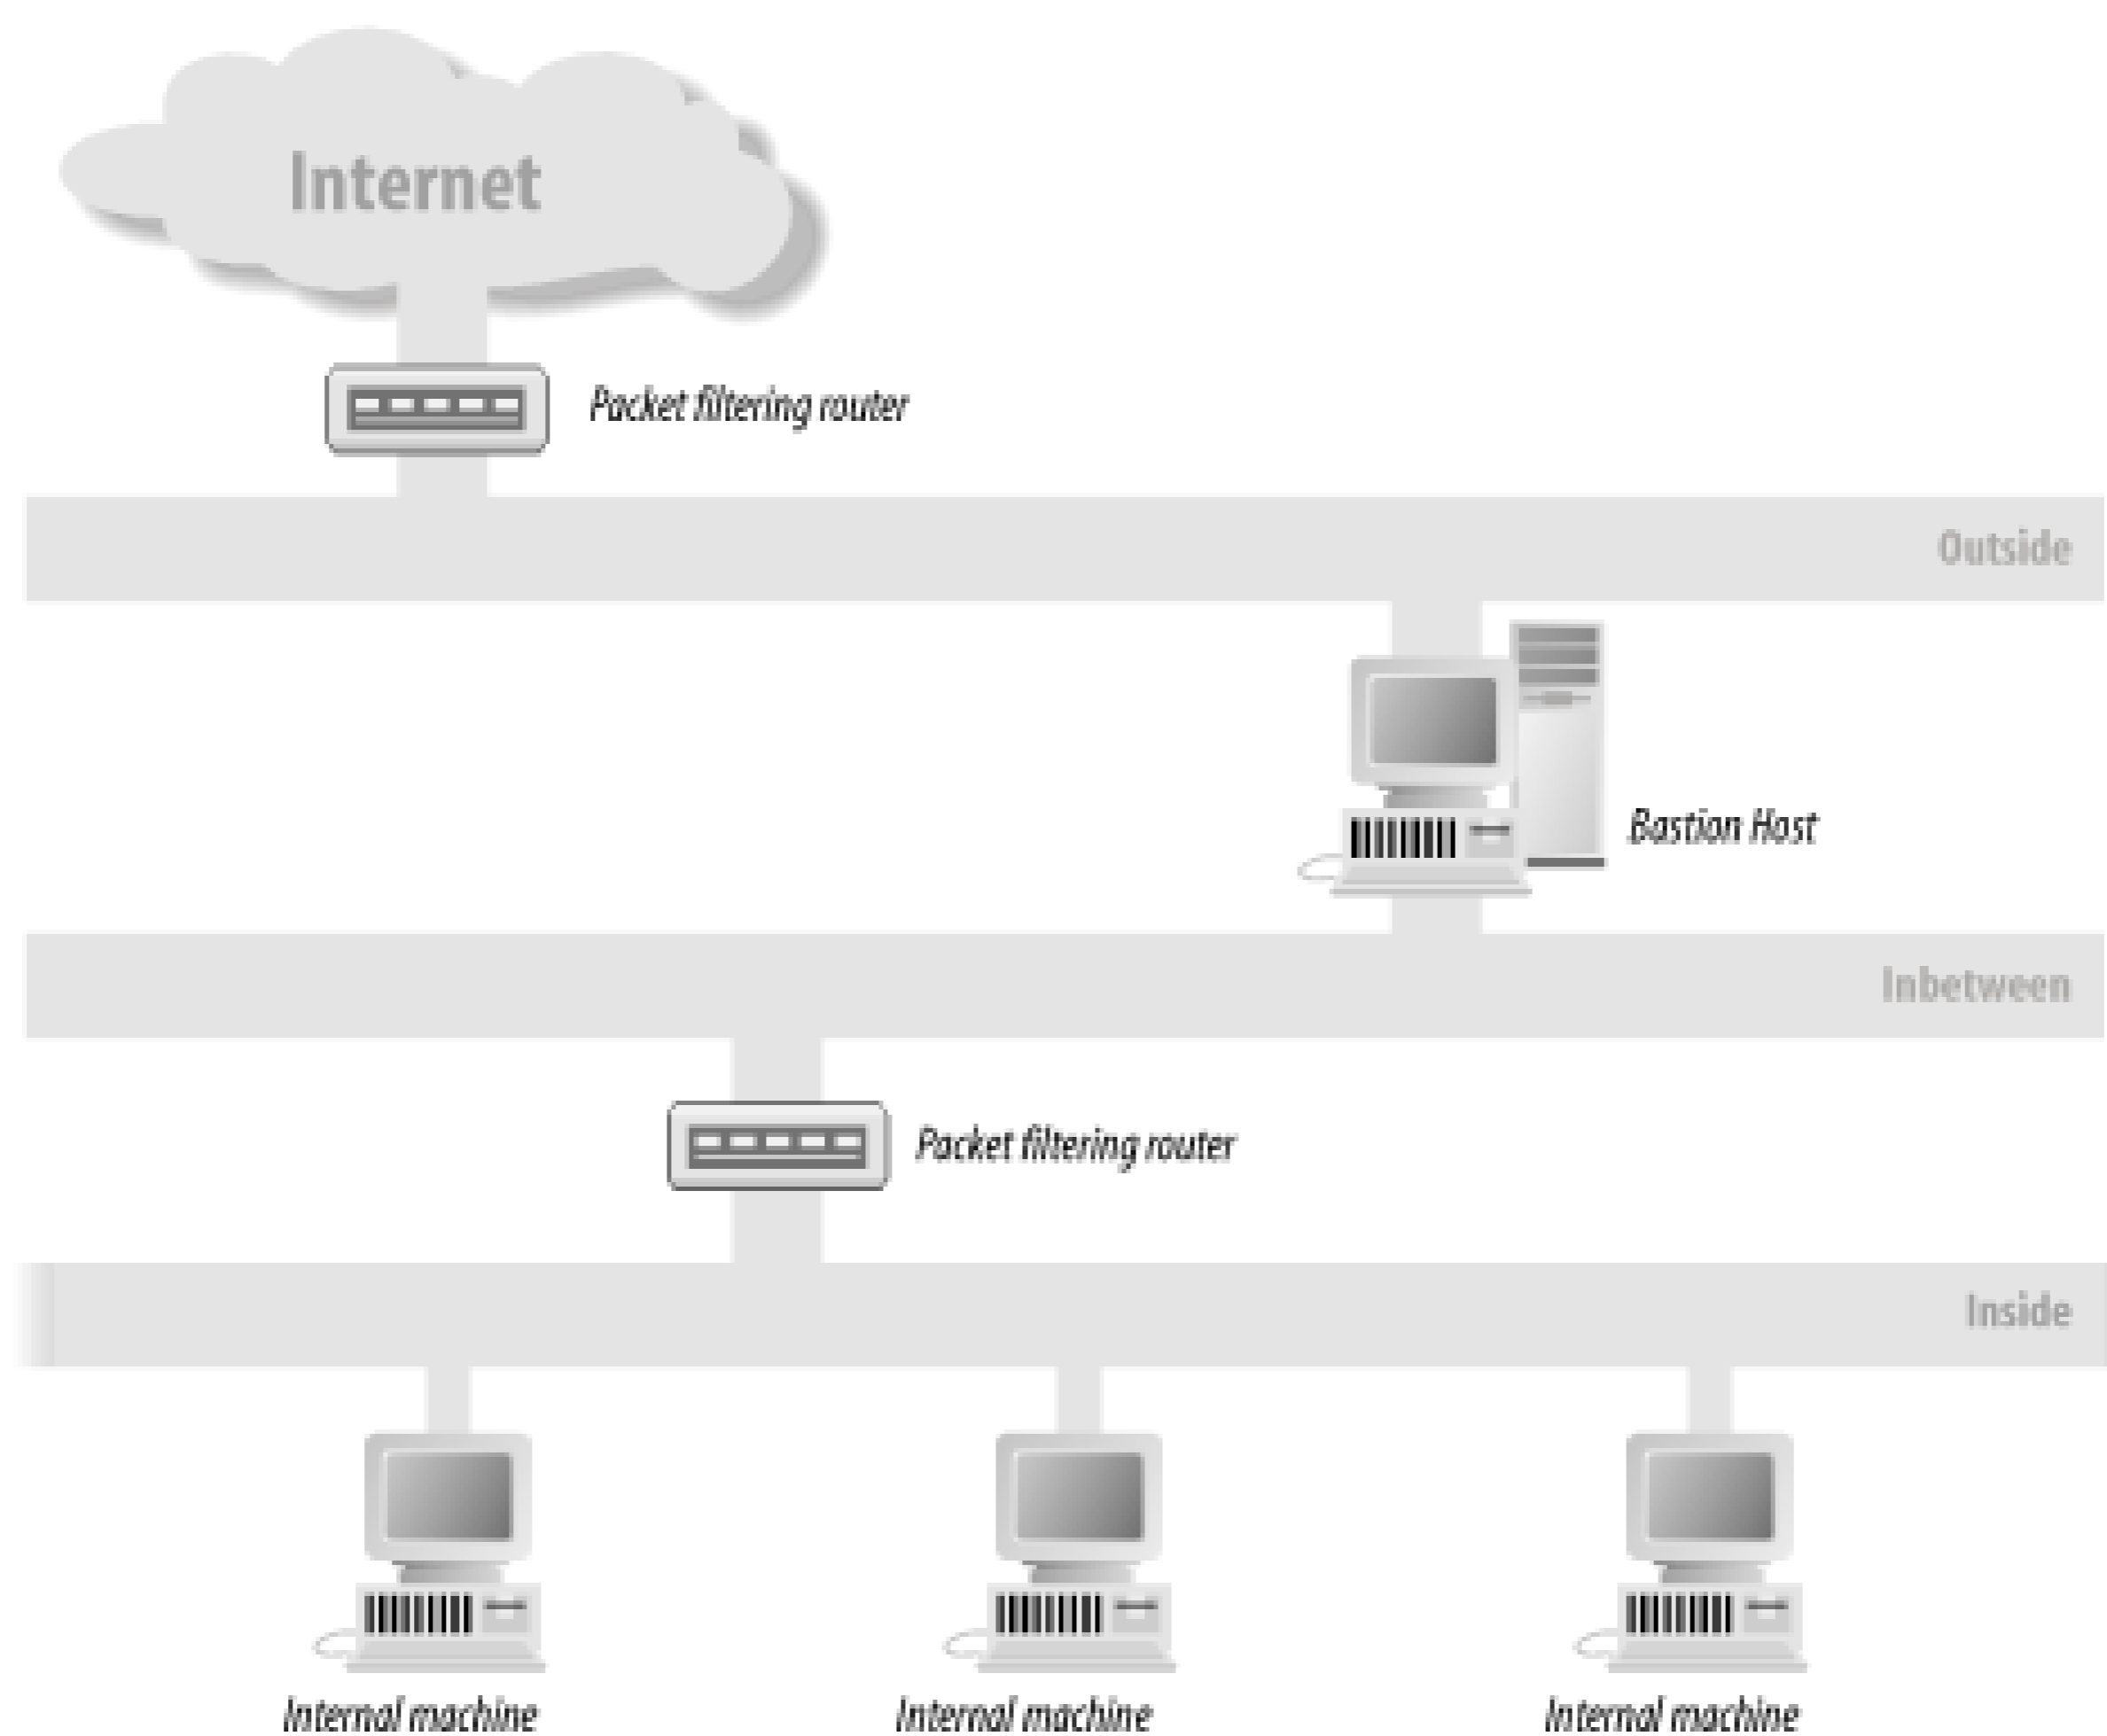 Internet
Packet filtering router
Outside
Bastion Host
Inbetween
Packet filtering router
Inside
Internal machine
Internal machine
Internal machine